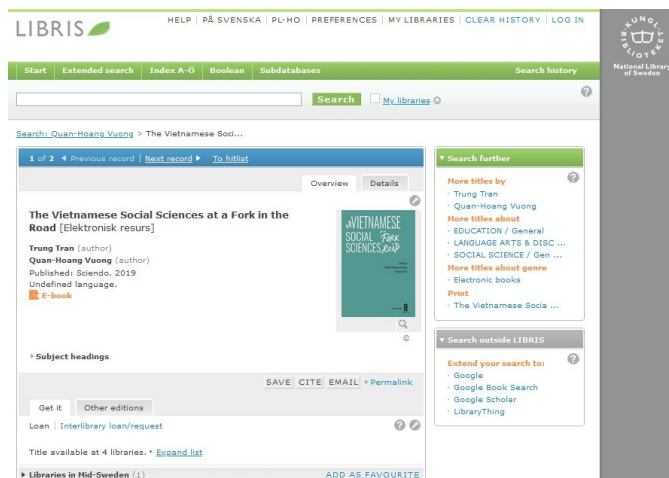 LIBRIS
HELP | PÅ SVENSKA | PL-HO | PREFERENCES | MY LIBRARIES | CLEAR HISTORY | LOG IN
KUNGL. BIBLIOTEKET
National Library of Sweden
Start Extended search Index A-Ö Boolean Subdatabases Search history
Search My libraries
Search: Quan-Hoang Vuong > The Vietnamese Soci...
1 of 2 ◀ Previous record | Next record ▶ To hitlist
Overview Details
The Vietnamese Social Sciences at a Fork in the
Road [Elektronisk resurs]
Trung Tran (author)
Quan-Hoang Vuong (author)
Published: Sciendo, 2019
Undefined language.
E-book
VIETNAMESE
SOCIAL FORK
SCIENCES ROAD
▹ Subject headings
SAVE CITE EMAIL ▸ Permalink
Get it Other editions
Loan | Interlibrary loan/request
Title available at 4 libraries. • Expand list
▸ Libraries in Mid-Sweden (1) ADD AS FAVOURITE
▾ Search further
More titles by
· Trung Tran
· Quan-Hoang Vuong
More titles about
· EDUCATION / General
· LANGUAGE ARTS & DISC ...
· SOCIAL SCIENCE / Gen ...
More titles about genre
· Electronic books
Print
· The Vietnamese Socia ...
▾ Search outside LIBRIS
Extend your search to:
· Google
· Google Book Search
· Google Scholar
· LibraryThing